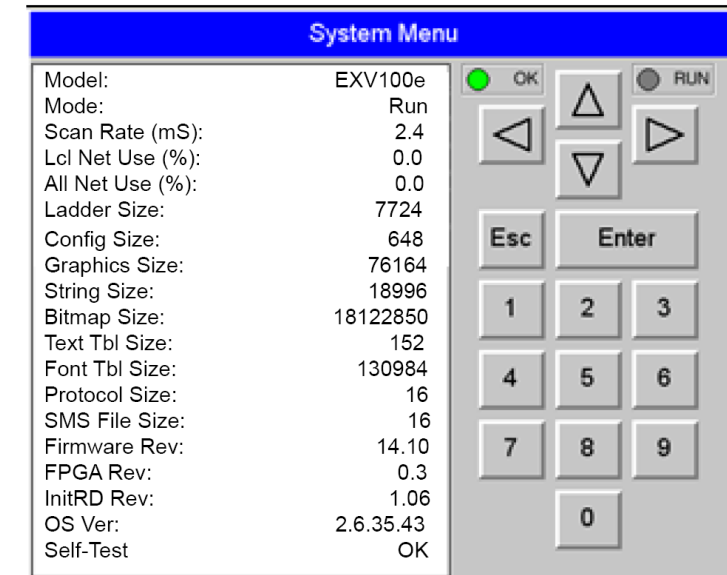 System Menu
Model: EXV100e
Mode: Run
Scan Rate (mS): 2.4
Lcl Net Use (%): 0.0
All Net Use (%): 0.0
Ladder Size: 7724
Config Size: 648
Graphics Size: 76164
String Size: 18996
Bitmap Size: 18122850
Text Tbl Size: 152
Font Tbl Size: 130984
Protocol Size: 16
SMS File Size: 16
Firmware Rev: 14.10
FPGA Rev: 0.3
InitRD Rev: 1.06
OS Ver: 2.6.35.43
Self-Test OK
OK RUN
Esc Enter
1 2 3
4 5 6
7 8 9
0